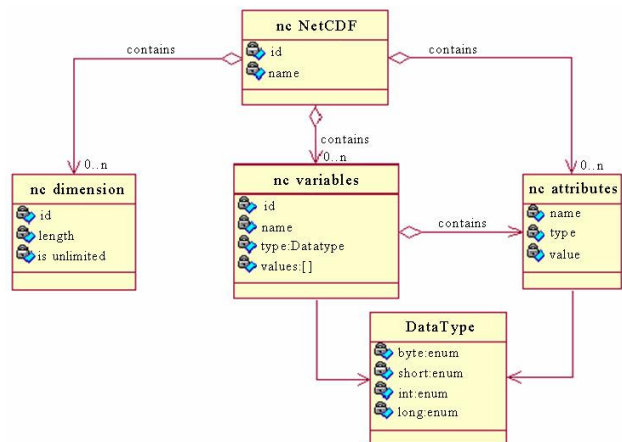 nc NetCDF
id
name
contains
contains
contains
0..n
0..n
0..n
nc dimension
id
length
is unlimited
nc variables
id
name
type:Datatype
values:[]
contains
nc attributes
name
type
value
DataType
byte:enum
short:enum
int:enum
long:enum